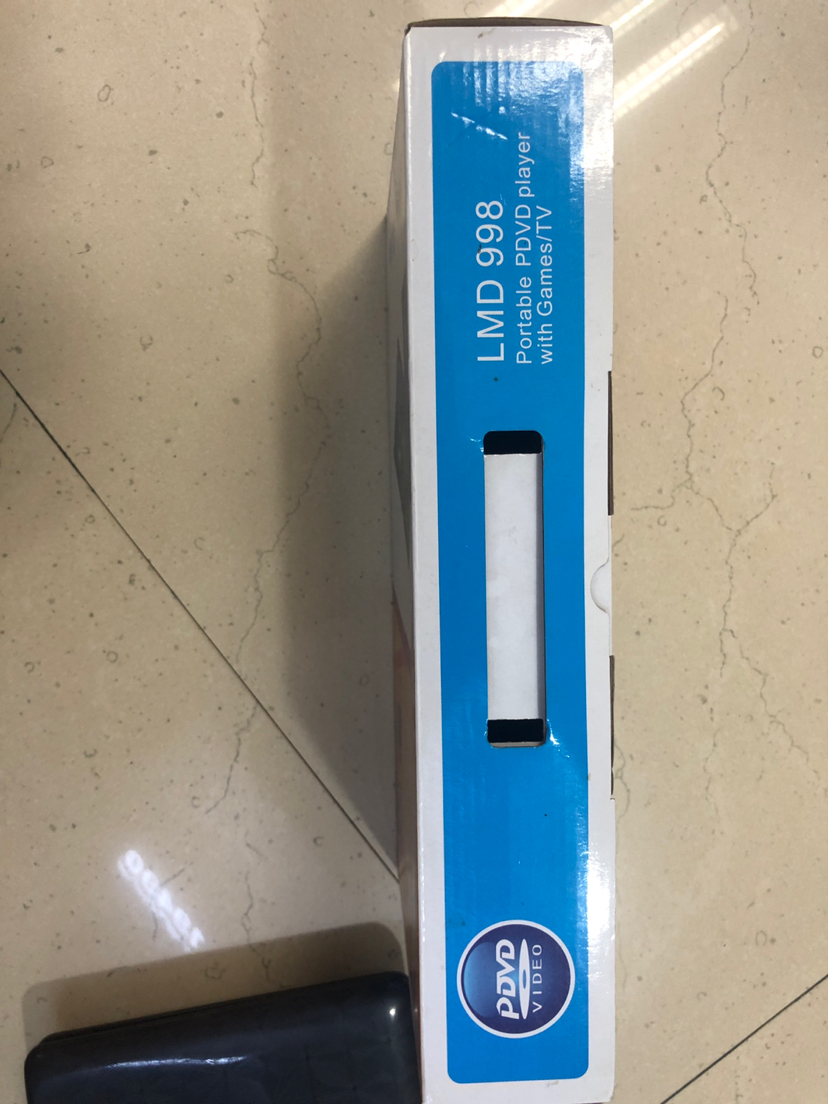 LMD 998
Portable PDVD player
with Games/TV
PDVD
VIDEO